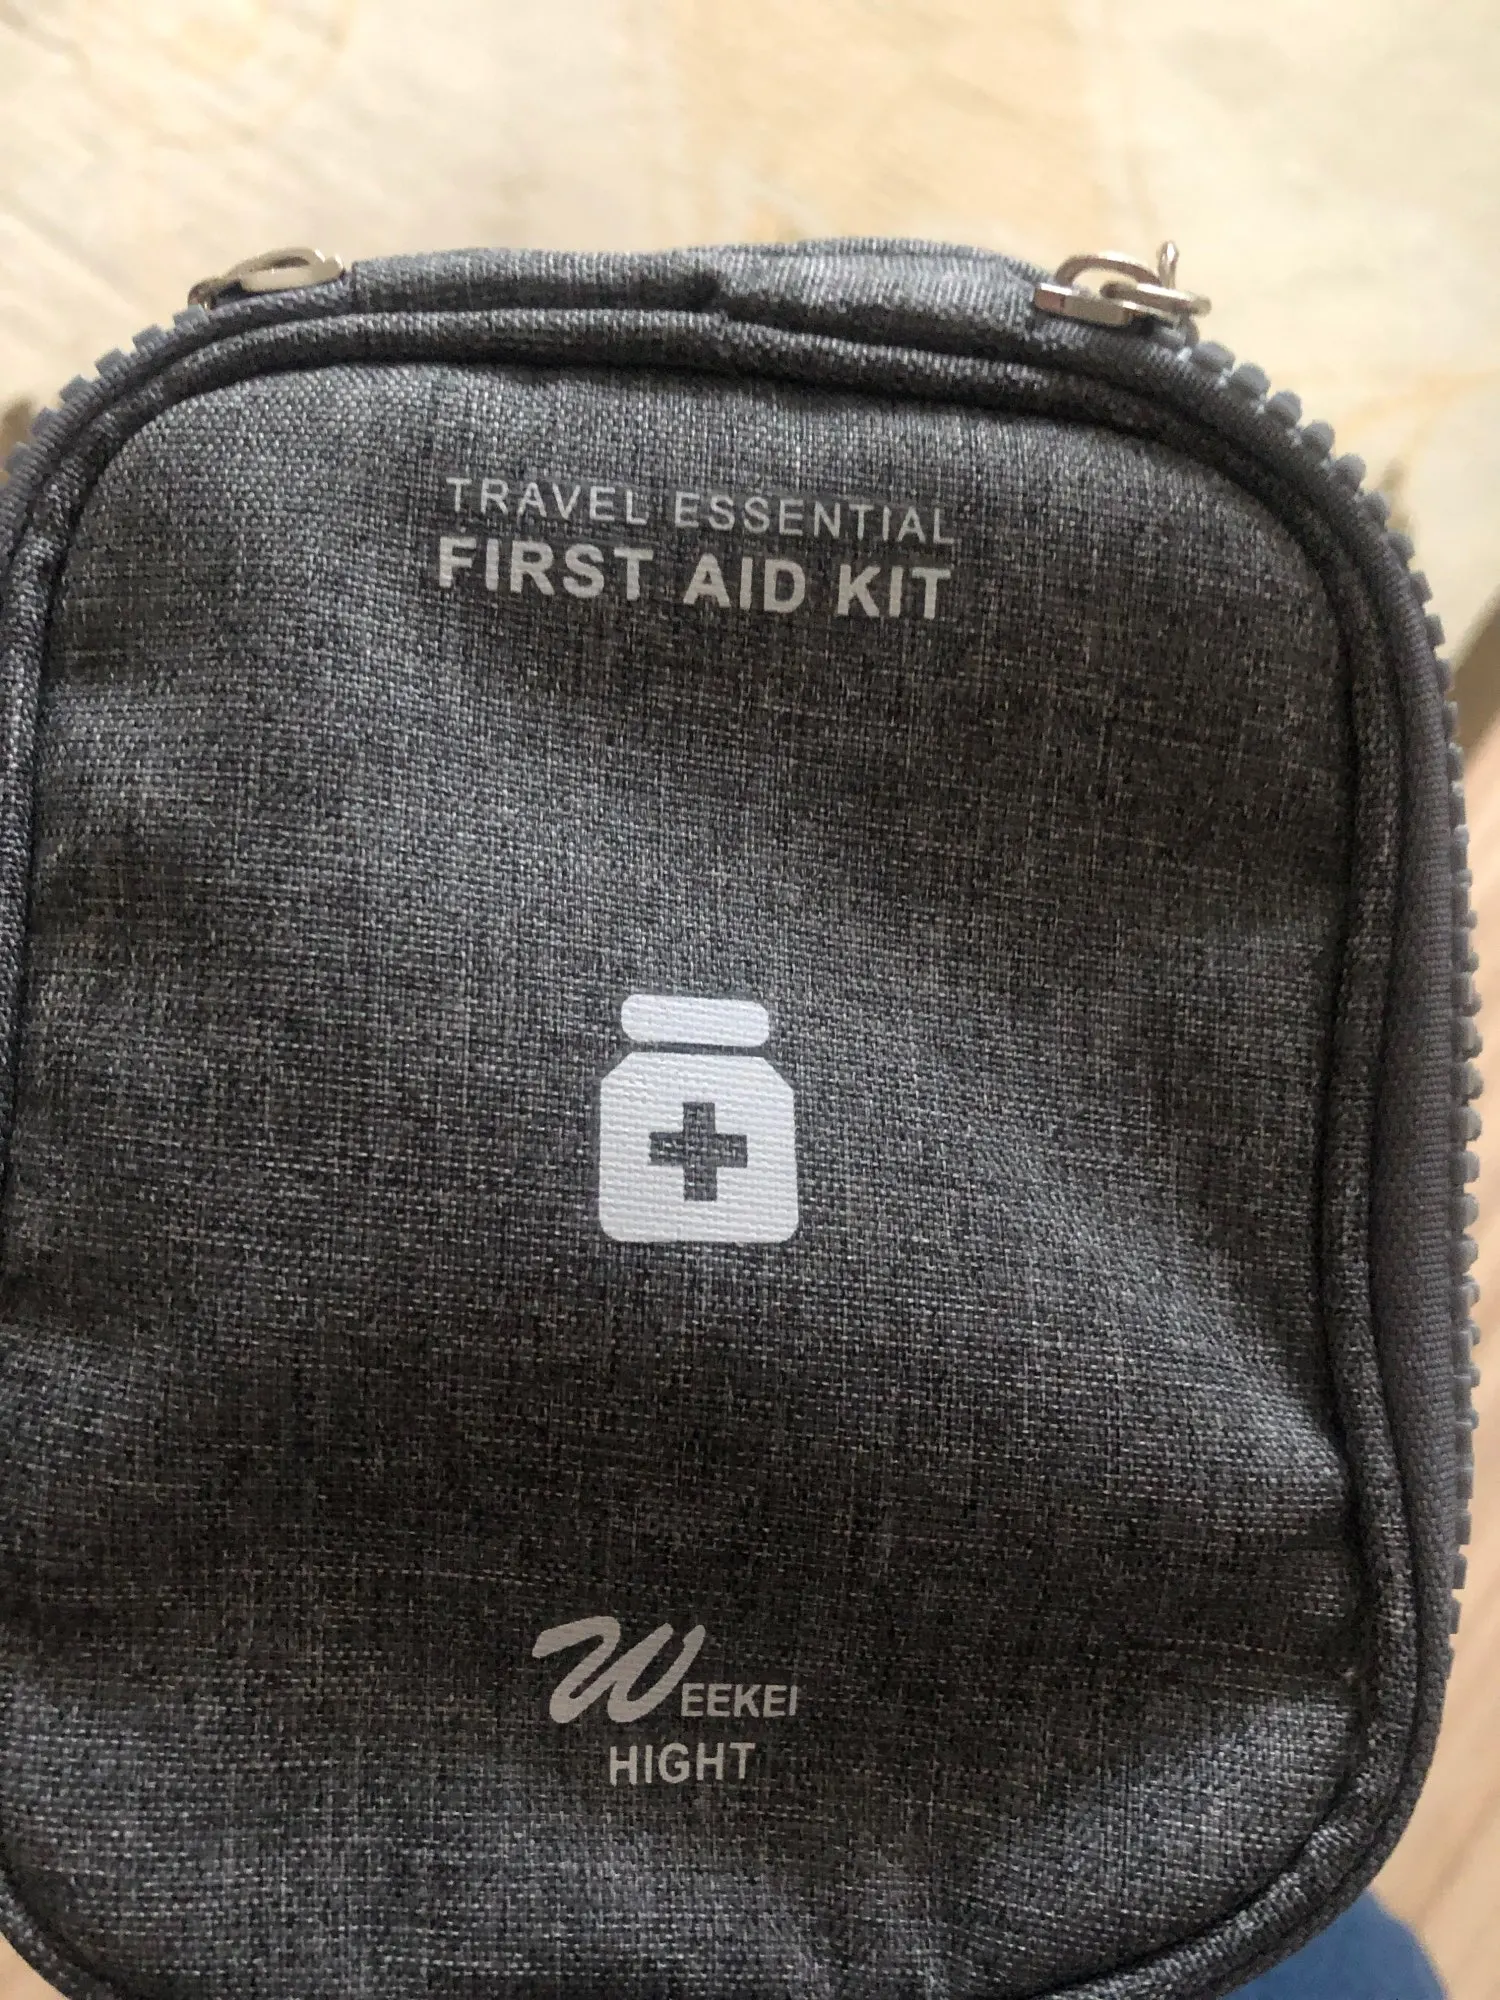 TRAVEL ESSENTIAL
FIRST AID KIT
WEEKEI
HIGHT